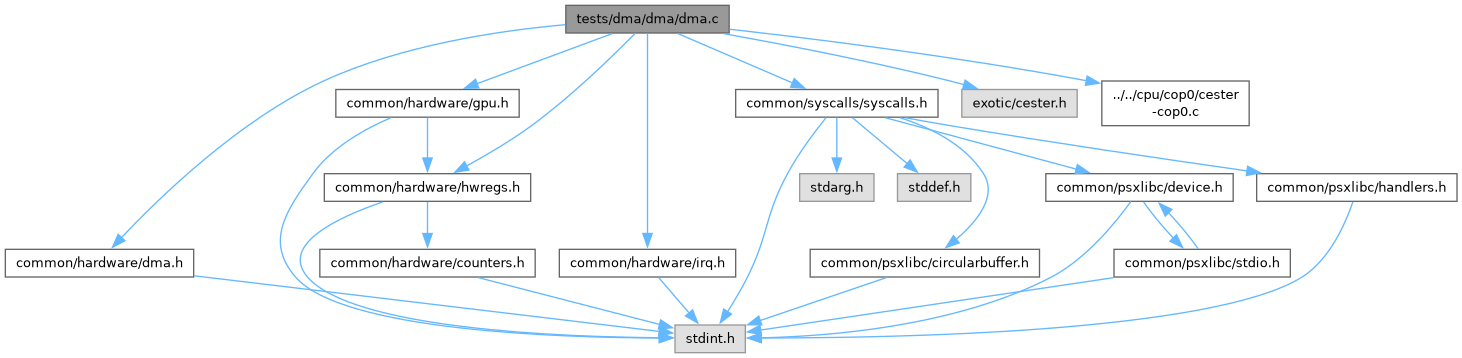 tests/dma/dma/dma.c
common/hardware/gpu.h
common/syscalls/syscalls.h
exotic/cester.h
../../cpu/cop0/cester
-cop0.c
common/hardware/hwregs.h
stdarg.h
stddef.h
common/psxlibc/device.h
common/psxlibc/handlers.h
common/hardware/dma.h
common/hardware/counters.h
common/hardware/irq.h
common/psxlibc/circularbuffer.h
common/psxlibc/stdio.h
stdint.h